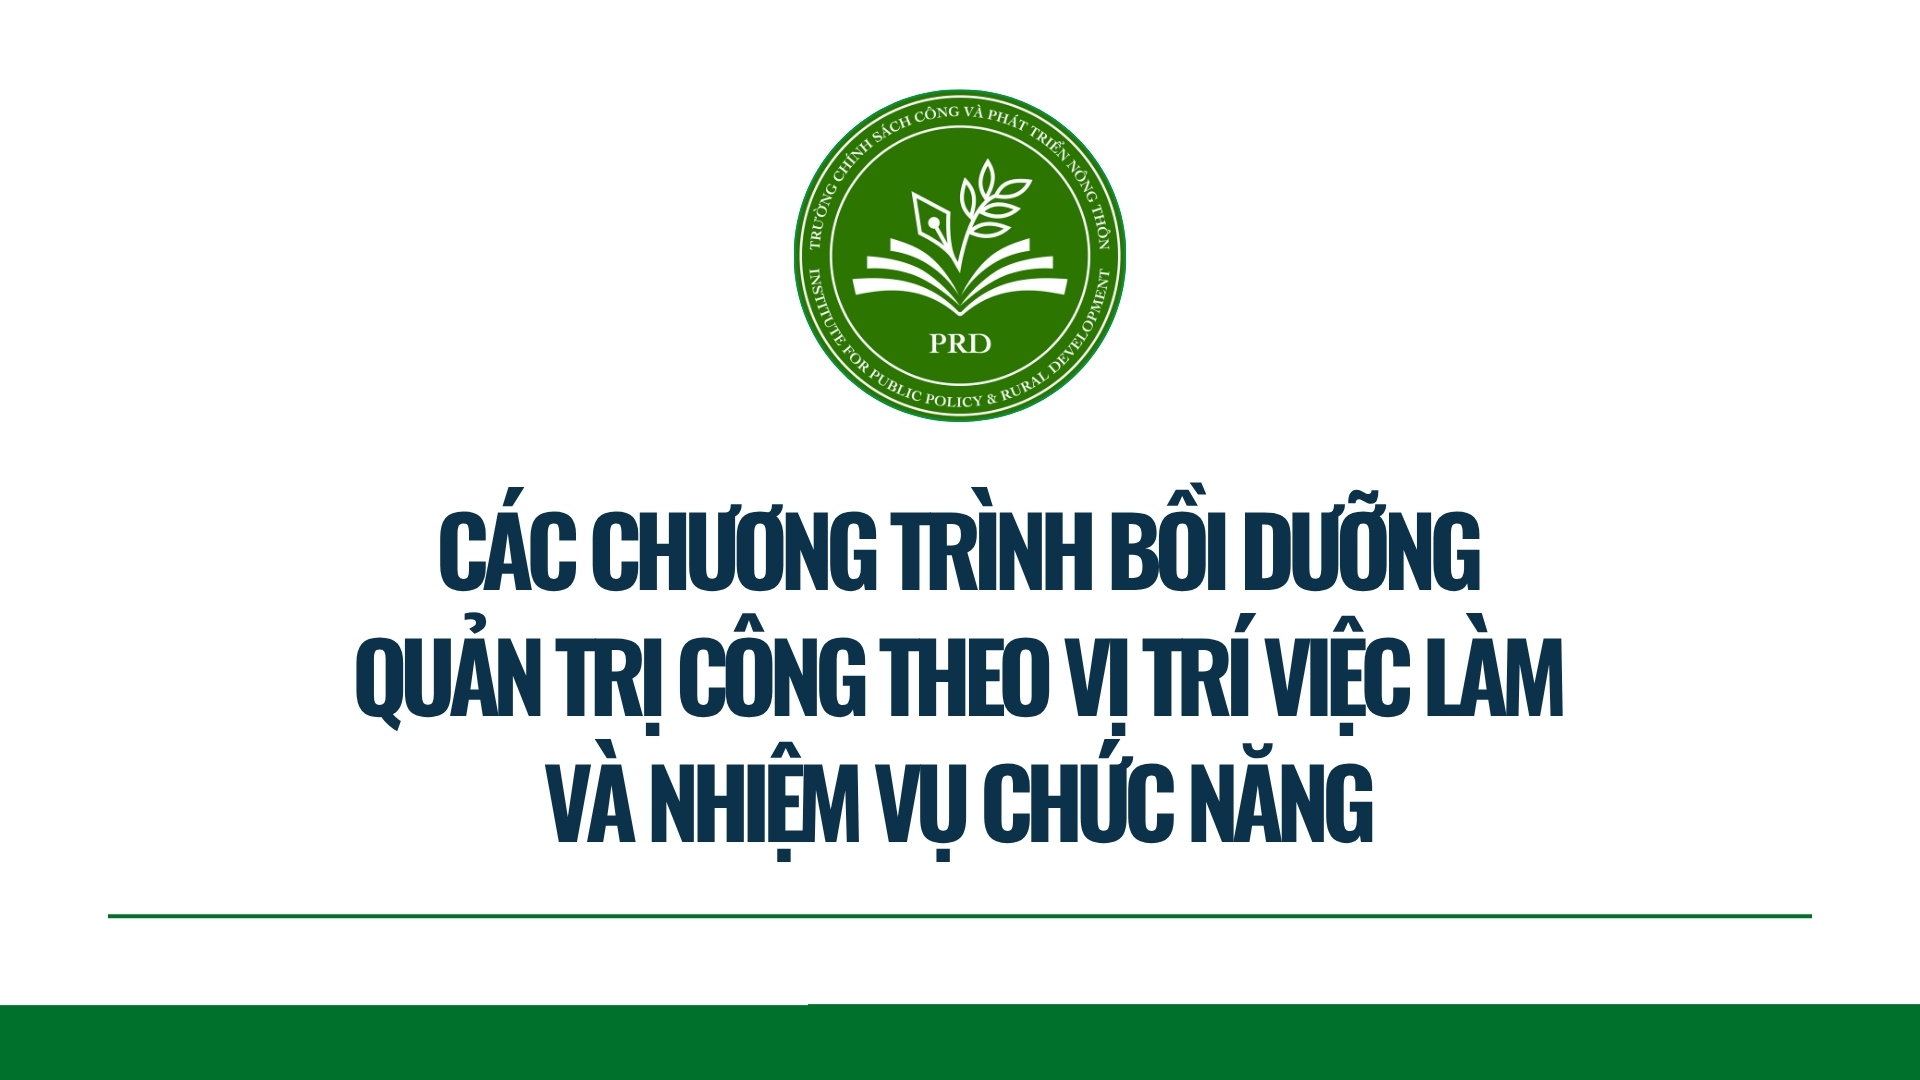 TRƯỜNG CHÍNH SÁCH CÔNG VÀ PHÁT TRIỂN NÔNG THÔN
PRD
INSTITUTE FOR PUBLIC POLICY & RURAL DEVELOPMENT
CÁC CHƯƠNG TRÌNH BỒI DƯỠNG
QUẢN TRỊ CÔNG THEO VỊ TRÍ VIỆC LÀM
VÀ NHIỆM VỤ CHỨC NĂNG